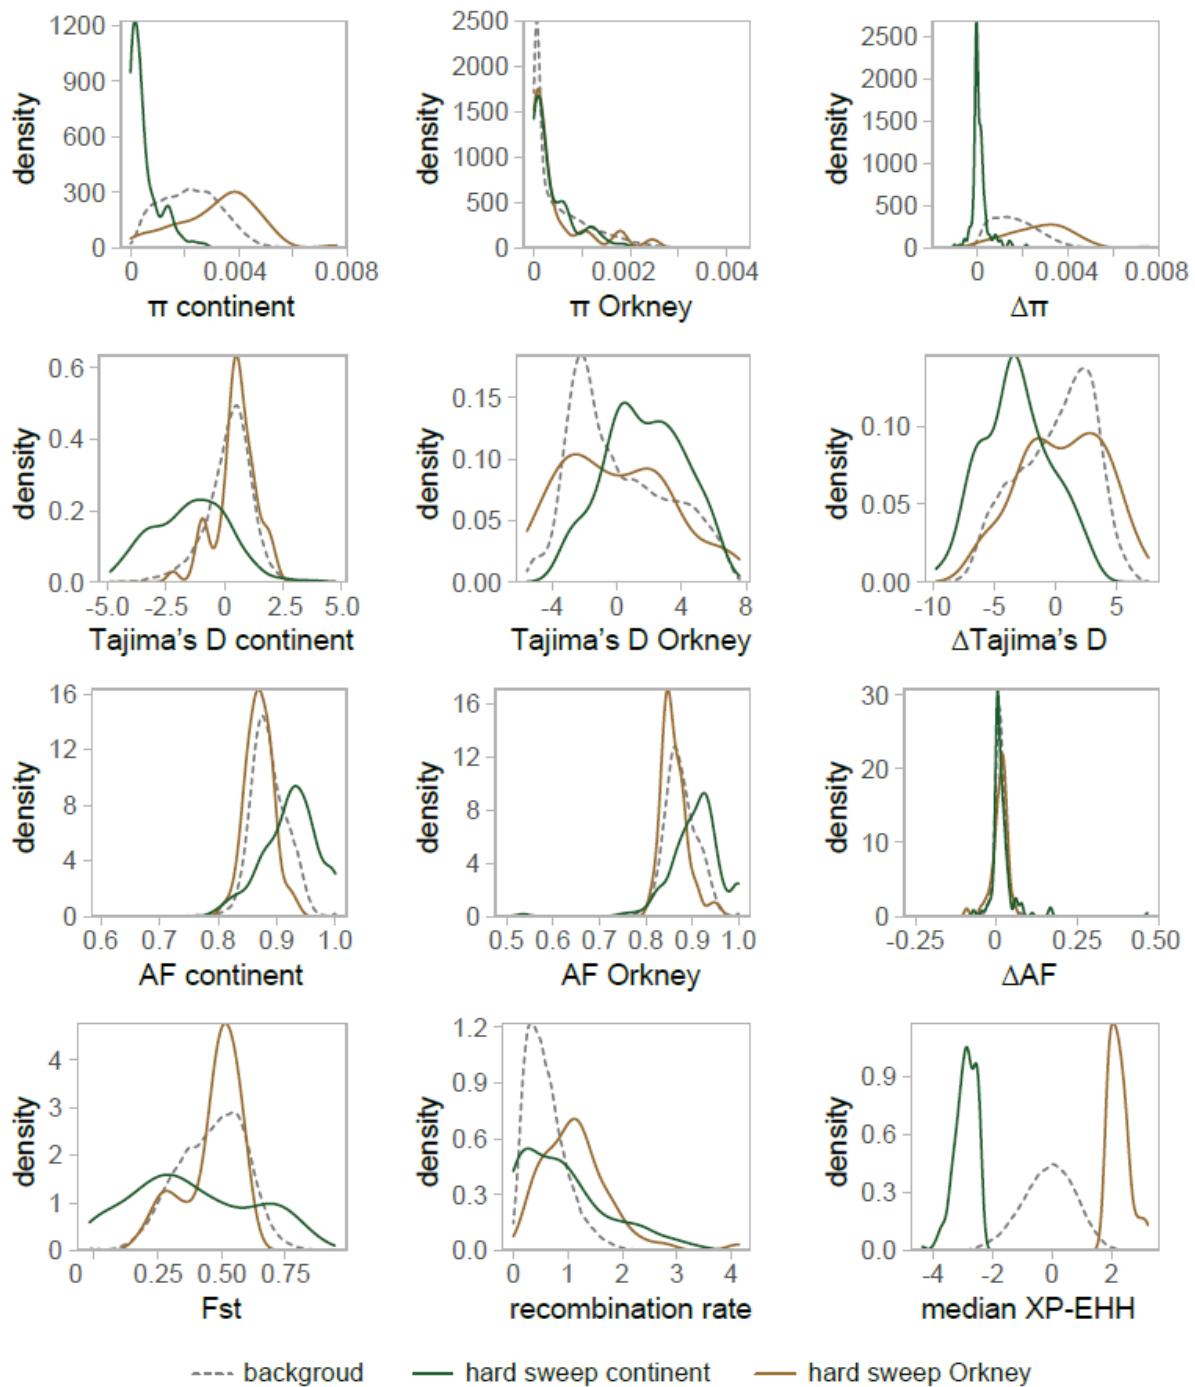 1200 900 600 300 0
density
0 0.004 0.008
π continent
2500 2000 1500 1000 500 0
density
0 0.002 0.004
π Orkney
2500 2000 1500 1000 500 0
density
0 0.004 0.008
Δπ
0.6 0.4 0.2 0.0
density
-5.0 -2.5 0 2.5 5.0
Tajima's D continent
0.15 0.10 0.05 0.00
density
-4 0 4 8
Tajima's D Orkney
0.10 0.05 0.00
density
-10 -5 0 5
ΔTajima's D
16 12 8 4 0
density
0.6 0.7 0.8 0.9 1.0
AF continent
16 12 8 4 0
density
0.5 0.6 0.7 0.8 0.9 1.0
AF Orkney
30 20 10 0
density
-0.25 0 0.25 0.50
ΔAF
4 3 2 1 0
density
0 0.25 0.50 0.75
Fst
1.2 0.9 0.6 0.3 0.0
density
0 1 2 3 4
recombination rate
0.9 0.6 0.3 0.0
density
-4 -2 0 2
median XP-EHH
backgroud hard sweep continent hard sweep Orkney